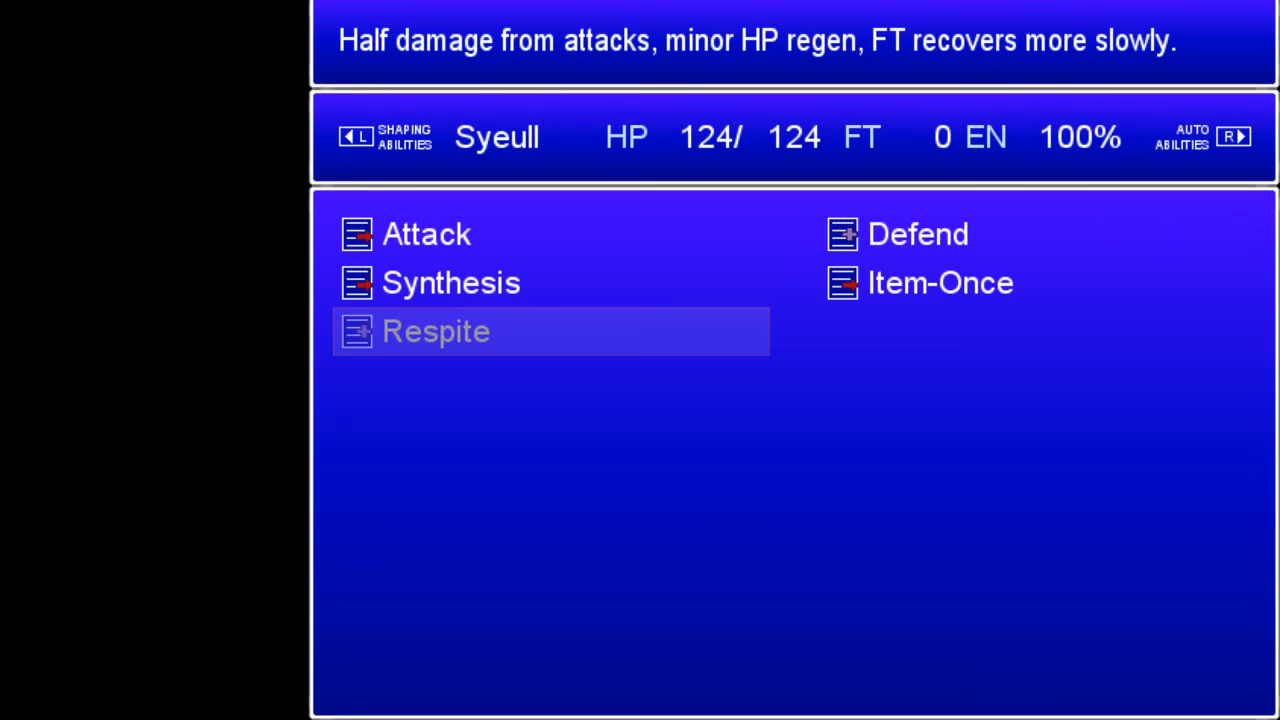 Half damage from attacks, minor HP regen, FT recovers more slowly.
L SHAPING ABILITIES Syeull HP 124/ 124 FT 0 EN 100% AUTO ABILITIES R
Attack Defend
Synthesis Item-Once
Respite